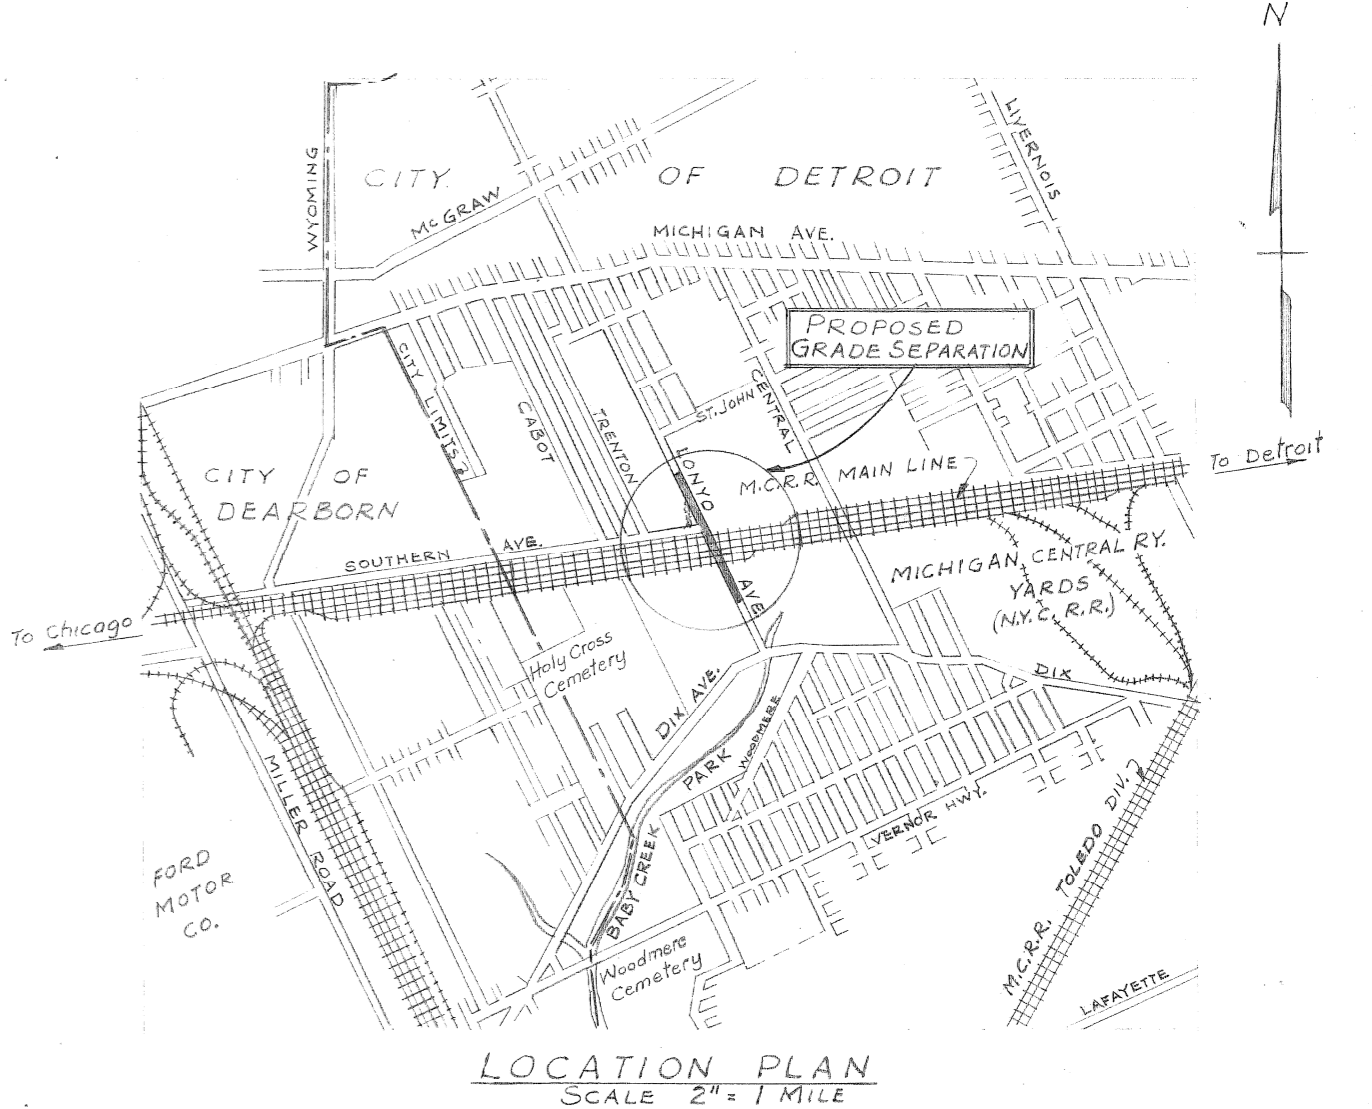 N
CITY OF DETROIT
WYOMING
McGRAW
LIVERNOIS
MICHIGAN AVE.
PROPOSED
GRADE SEPARATION
CITY LIMITS
CABOT
TRENTON
ST. JOHN
CENTRAL
LONYO AVE.
M.C.R.R. MAIN LINE
To Detroit
CITY OF
DEARBORN
SOUTHERN AVE.
MICHIGAN CENTRAL RY.
YARDS
(N.Y.C.R.R.)
To Chicago
Holy Cross
Cemetery
DIX AVE.
DIX
PARK
WOODMERE
MILLER ROAD
VERNOR HWY.
M.C.R.R. TOLEDO DIV.
FORD
MOTOR
CO.
BABY CREEK
Woodmere
Cemetery
LAFAYETTE
LOCATION PLAN
SCALE 2" = 1 MILE